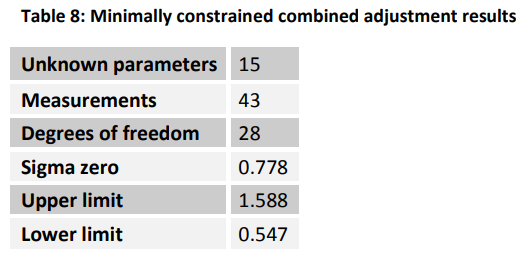 Table 8: Minimally constrained combined adjustment results
Unknown parameters 15
Measurements 43
Degrees of freedom 28
Sigma zero 0.778
Upper limit 1.588
Lower limit 0.547